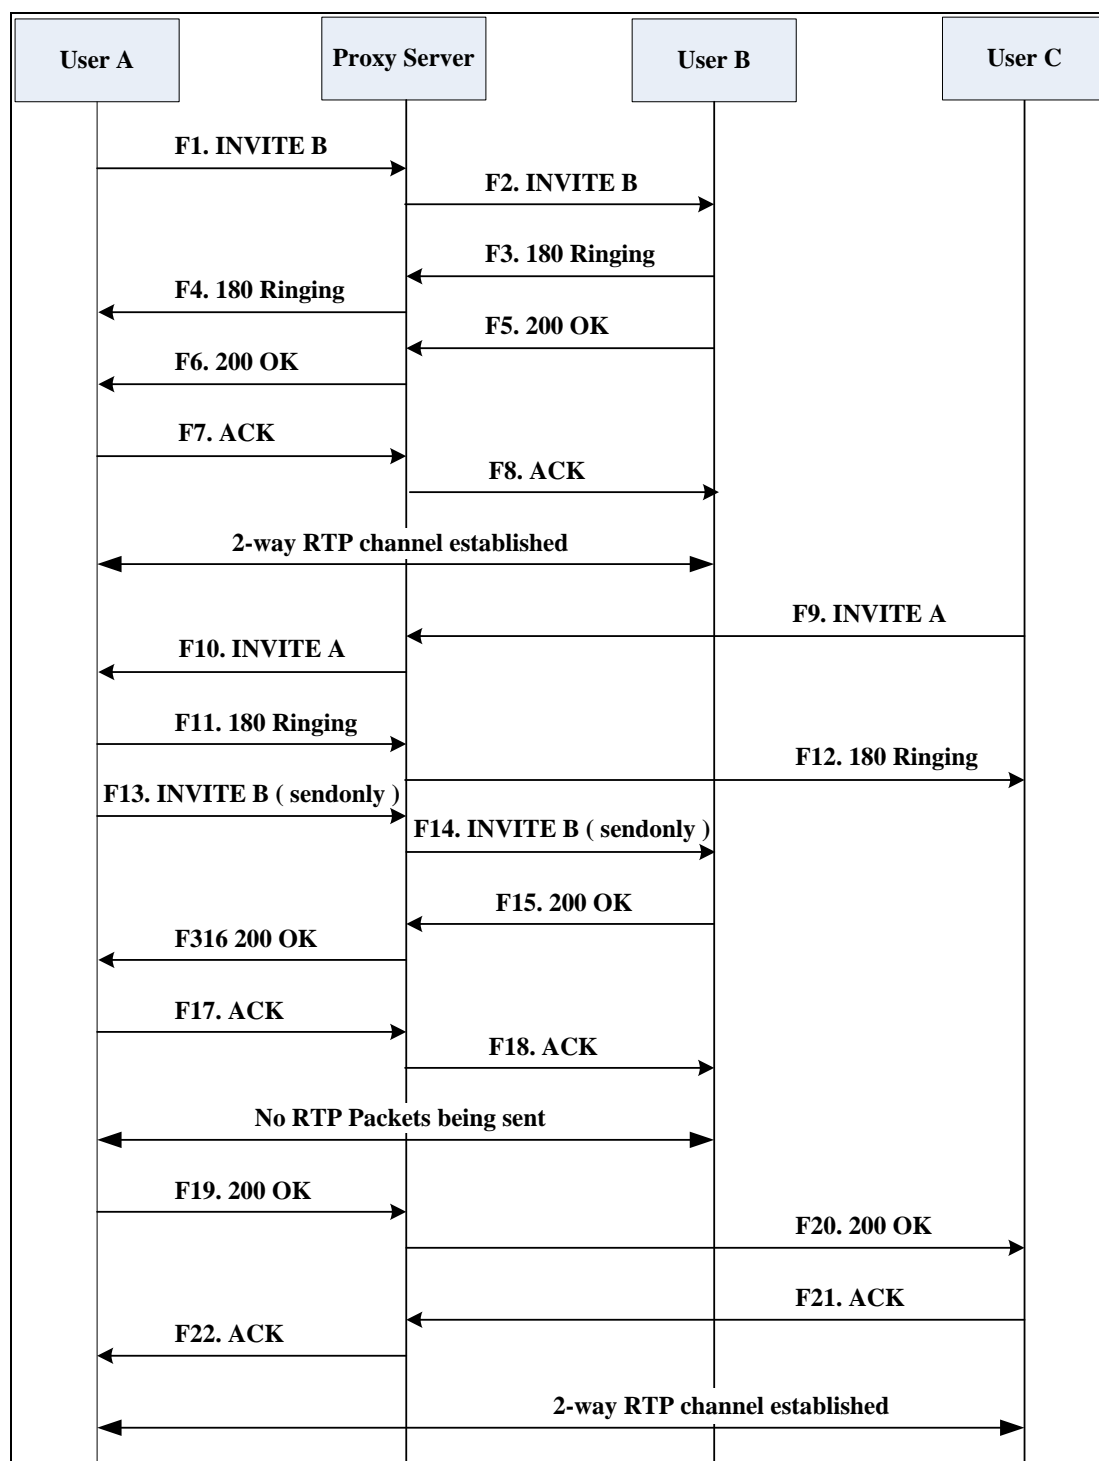 User A
Proxy Server
User B
User C
F1. INVITE B
F2. INVITE B
F3. 180 Ringing
F4. 180 Ringing
F5. 200 OK
F6. 200 OK
F7. ACK
F8. ACK
2-way RTP channel established
F9. INVITE A
F10. INVITE A
F11. 180 Ringing
F12. 180 Ringing
F13. INVITE B ( sendonly )
F14. INVITE B ( sendonly )
F15. 200 OK
F316 200 OK
F17. ACK
F18. ACK
No RTP Packets being sent
F19. 200 OK
F20. 200 OK
F21. ACK
F22. ACK
2-way RTP channel established